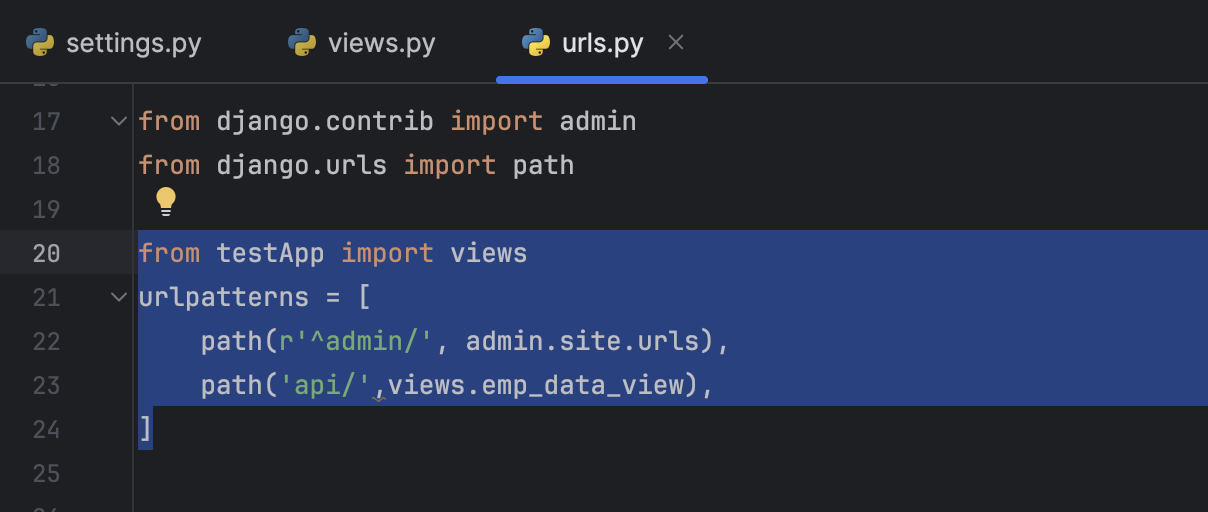 settings.py views.py urls.py
17 from django.contrib import admin
18 from django.urls import path
19
20 from testApp import views
21 urlpatterns = [
22     path(r'^admin/', admin.site.urls),
23     path('api/',views.emp_data_view),
24 ]
25